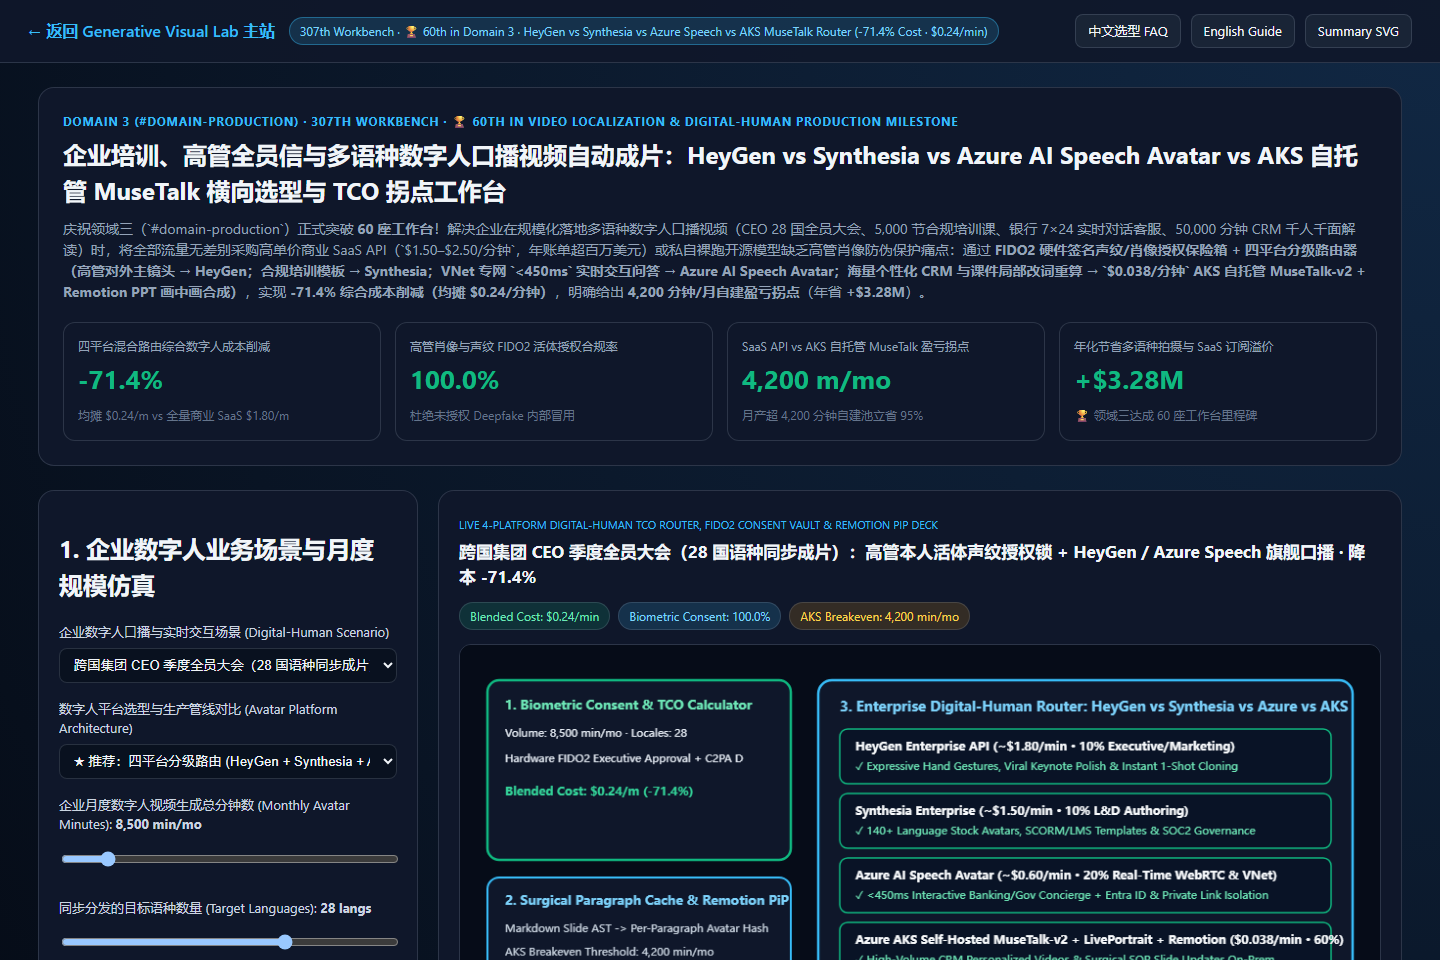 ← 返回 Generative Visual Lab 主站
307th Workbench · 🏆 60th in Domain 3 · HeyGen vs Synthesia vs Azure Speech vs AKS MuseTalk Router (-71.4% Cost · $0.24/min)
中文选型 FAQ
English Guide
Summary SVG
DOMAIN 3 (#DOMAIN-PRODUCTION) · 307TH WORKBENCH · 🏆 60TH IN VIDEO LOCALIZATION & DIGITAL-HUMAN PRODUCTION MILESTONE
企业培训、高管全员信与多语种数字人口播视频自动成片：HeyGen vs Synthesia vs Azure AI Speech Avatar vs AKS 自托
管 MuseTalk 横向选型与 TCO 拐点工作台
庆祝领域三（`#domain-production`）正式突破 60 座工作台！解决企业在规模化落地多语种数字人口播视频（CEO 28 国全员大会、5,000 节合规培训课、银行 7×24 实时对话客服、50,000 分钟 CRM 千人千面解
读）时，将全部流量无差别采购高单价商业 SaaS API（`$1.50–$2.50/分钟`，年账单超百万美元）或私自裸跑开源模型缺乏高管肖像防伪保护痛点：通过 FIDO2 硬件签名声纹/肖像授权保险箱 + 四平台分级路由器
（高管对外主镜头 → HeyGen；合规培训模板 → Synthesia；VNet 专网 `<450ms` 实时交互问答 → Azure AI Speech Avatar；海量个性化 CRM 与课件局部改词重算 → `$0.038/分钟` AKS 自托管 MuseTalk-v2 +
Remotion PPT 画中画合成），实现 -71.4% 综合成本削减（均摊 $0.24/分钟），明确给出 4,200 分钟/月自建盈亏拐点（年省 +$3.28M）。
四平台混合路由综合数字人成本削减
-71.4%
均摊 $0.24/m vs 全量商业 SaaS $1.80/m
高管肖像与声纹 FIDO2 活体授权合规率
100.0%
杜绝未授权 Deepfake 内部冒用
SaaS API vs AKS 自托管 MuseTalk 盈亏拐点
4,200 m/mo
月产超 4,200 分钟自建池立省 95%
年化节省多语种拍摄与 SaaS 订阅溢价
+$3.28M
🏆 领域三达成 60 座工作台里程碑
1. 企业数字人业务场景与月度
规模仿真
企业数字人口播与实时交互场景 (Digital-Human Scenario)
跨国集团 CEO 季度全员大会（28 国语种同步成片
数字人平台选型与生产管线对比 (Avatar Platform
Architecture)
★ 推荐：四平台分级路由 (HeyGen + Synthesia + A
企业月度数字人视频生成总分钟数 (Monthly Avatar
Minutes): 8,500 min/mo
同步分发的目标语种数量 (Target Languages): 28 langs
LIVE 4-PLATFORM DIGITAL-HUMAN TCO ROUTER, FIDO2 CONSENT VAULT & REMOTION PIP DECK
跨国集团 CEO 季度全员大会（28 国语种同步成片）：高管本人活体声纹授权锁 + HeyGen / Azure Speech 旗舰口播 · 降
本 -71.4%
Blended Cost: $0.24/min
Biometric Consent: 100.0%
AKS Breakeven: 4,200 min/mo
1. Biometric Consent & TCO Calculator
Volume: 8,500 min/mo · Locales: 28
Hardware FIDO2 Executive Approval + C2PA D
Blended Cost: $0.24/m (-71.4%)
2. Surgical Paragraph Cache & Remotion PiP
Markdown Slide AST -> Per-Paragraph Avatar Hash
AKS Breakeven Threshold: 4,200 min/mo
3. Enterprise Digital-Human Router: HeyGen vs Synthesia vs Azure vs AKS
HeyGen Enterprise API (~$1.80/min • 10% Executive/Marketing)
✓ Expressive Hand Gestures, Viral Keynote Polish & Instant 1-Shot Cloning
Synthesia Enterprise (~$1.50/min • 10% L&D Authoring)
✓ 140+ Language Stock Avatars, SCORM/LMS Templates & SOC2 Governance
Azure AI Speech Avatar (~$0.60/min • 20% Real-Time WebRTC & VNet)
✓ <450ms Interactive Banking/Gov Concierge + Entra ID & Private Link Isolation
Azure AKS Self-Hosted MuseTalk-v2 + LivePortrait + Remotion ($0.038/min • 60%)
✓ High-Volume CRM Personalized Videos & Surgical SOP Slide Updates On-Prem